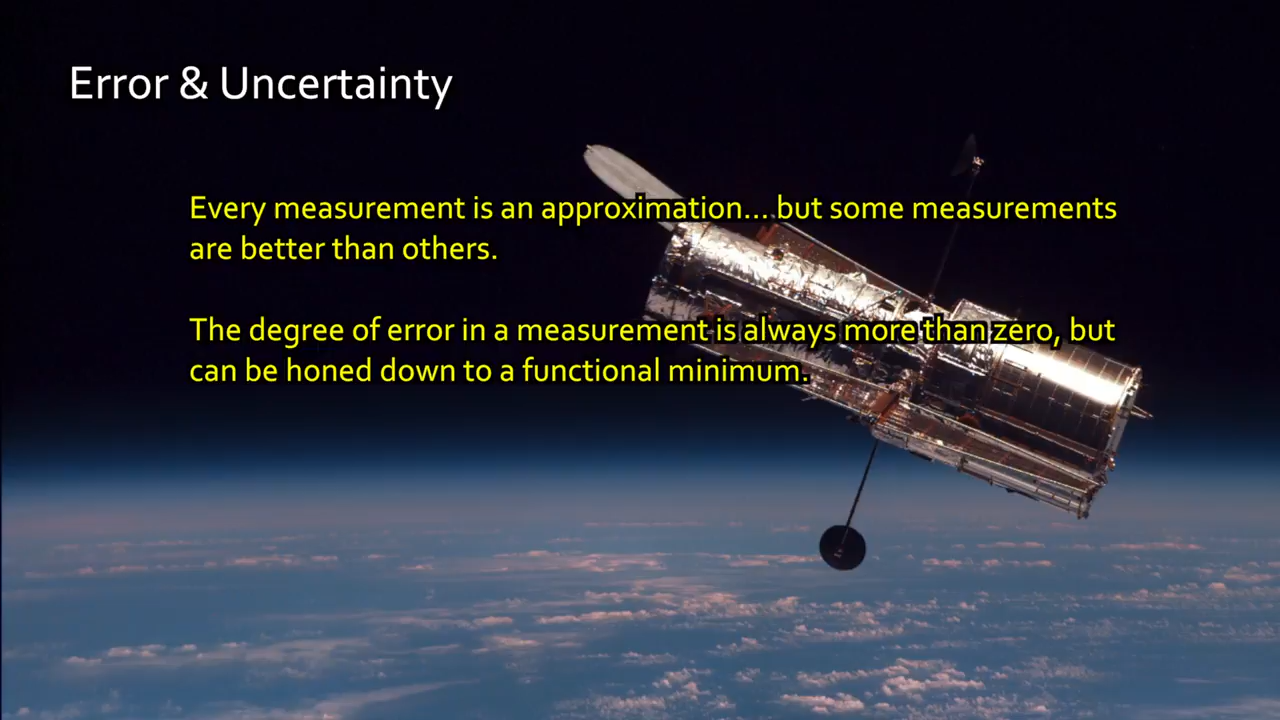 Error & Uncertainty
Every measurement is an approximation.... but some measurements
are better than others.
The degree of error in a measurement is always more than zero, but
can be honed down to a functional minimum.